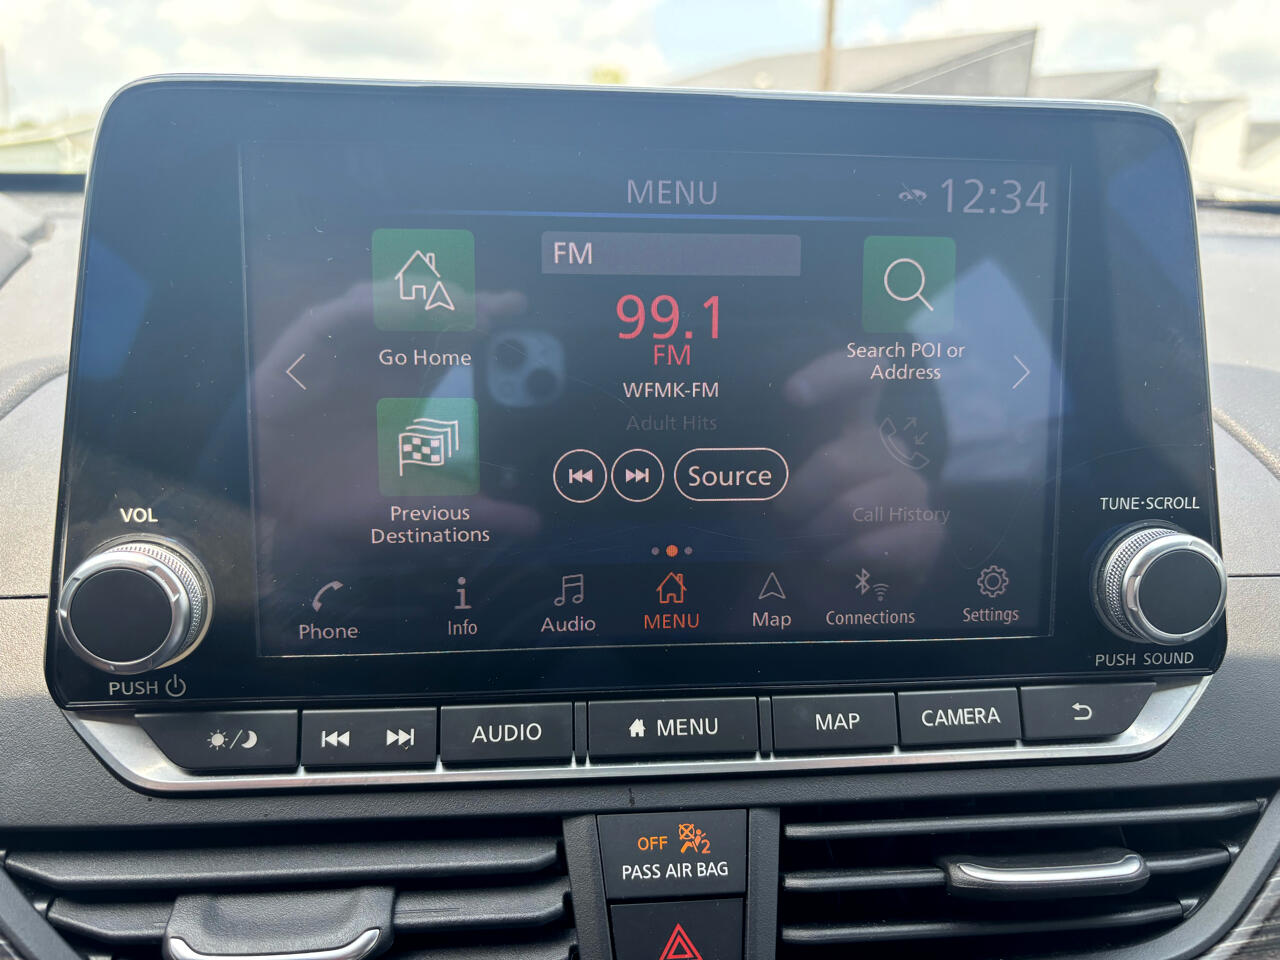 MENU
12:34
FM
99.1
FM
WFMK-FM
Adult Hits
Source
Go Home
Previous
Destinations
Search POI or
Address
Call History
Phone
Info
Audio
MENU
Map
Connections
Settings
VOL
PUSH
TUNE·SCROLL
PUSH SOUND
AUDIO
MENU
MAP
CAMERA
OFF 2
PASS AIR BAG